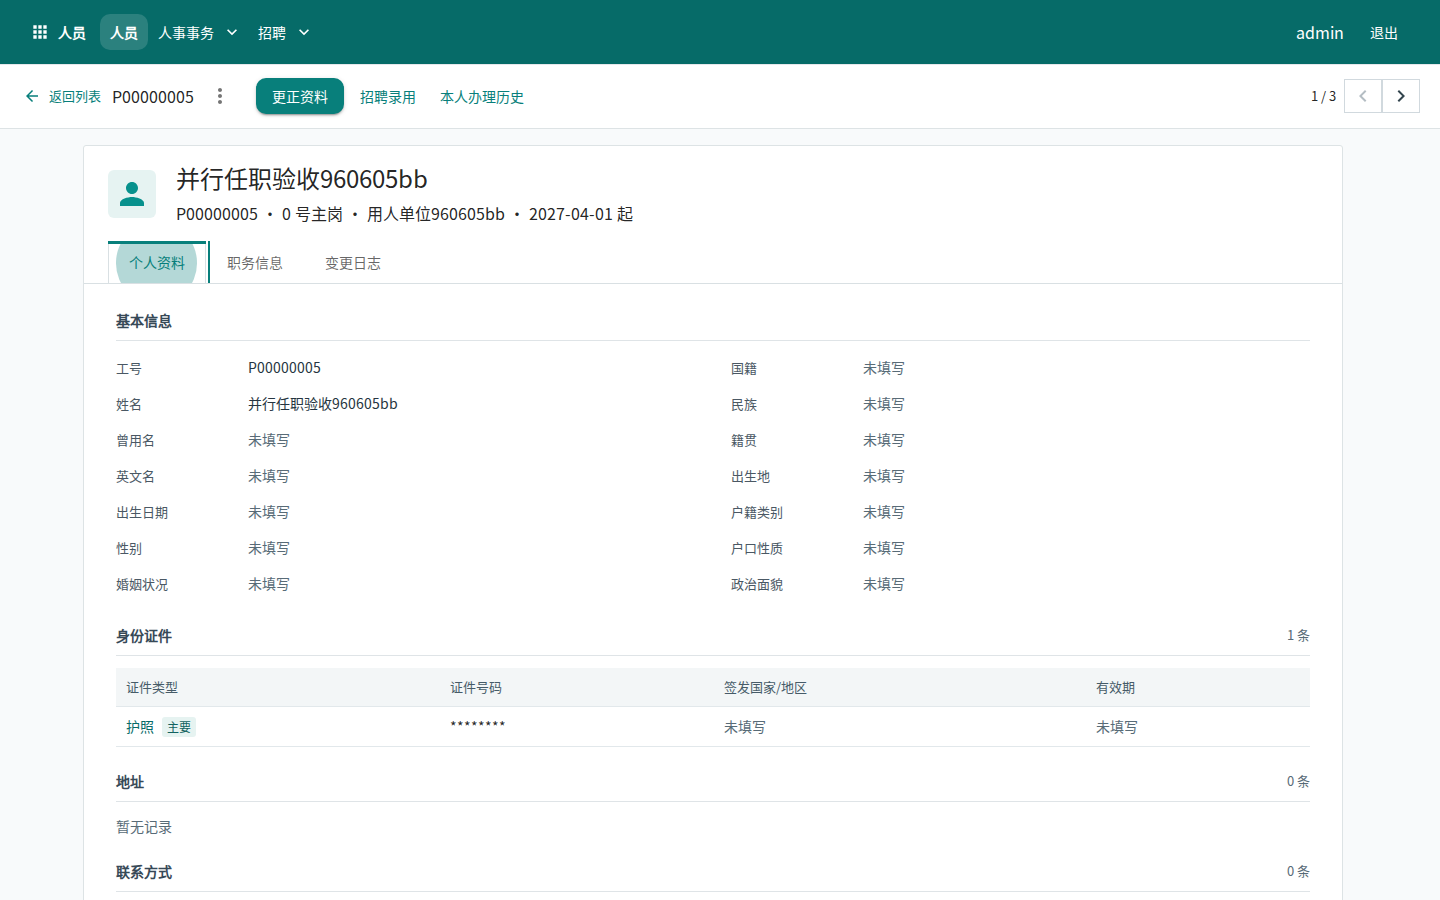 人员 人员 人事事务 招聘 admin 退出
返回列表 P00000005 更正资料 招聘录用 本人办理历史 1 / 3
并行任职验收960605bb
P00000005 · 0 号主岗 · 用人单位960605bb · 2027-04-01 起
个人资料 职务信息 变更日志
基本信息
工号 P00000005 国籍 未填写
姓名 并行任职验收960605bb 民族 未填写
曾用名 未填写 籍贯 未填写
英文名 未填写 出生地 未填写
出生日期 未填写 户籍类别 未填写
性别 未填写 户口性质 未填写
婚姻状况 未填写 政治面貌 未填写
身份证件 1 条
证件类型 证件号码 签发国家/地区 有效期
护照 主要 ******** 未填写 未填写
地址 0 条
暂无记录
联系方式 0 条